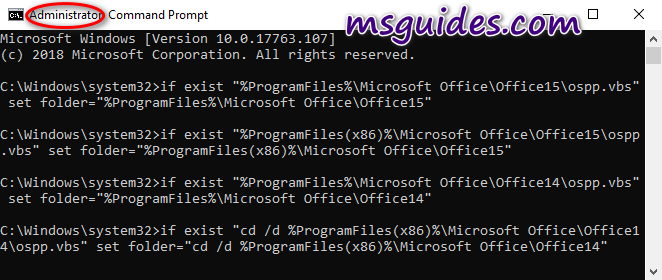 Administrator: Command Prompt
msguides.com
Microsoft Windows [Version 10.0.17763.107]
(c) 2018 Microsoft Corporation. All rights reserved.
C:\Windows\system32>if exist "%ProgramFiles%\Microsoft Office\Office15\ospp.vbs"
set folder="%ProgramFiles%\Microsoft Office\Office15"
C:\Windows\system32>if exist "%ProgramFiles(x86)%\Microsoft Office\Office15\ospp
.vbs" set folder="%ProgramFiles(x86)%\Microsoft Office\Office15"
C:\Windows\system32>if exist "%ProgramFiles%\Microsoft Office\Office14\ospp.vbs"
set folder="%ProgramFiles%\Microsoft Office\Office14"
C:\Windows\system32>if exist "cd /d %ProgramFiles(x86)%\Microsoft Office\Office1
4\ospp.vbs" set folder="cd /d %ProgramFiles(x86)%\Microsoft Office\Office14"